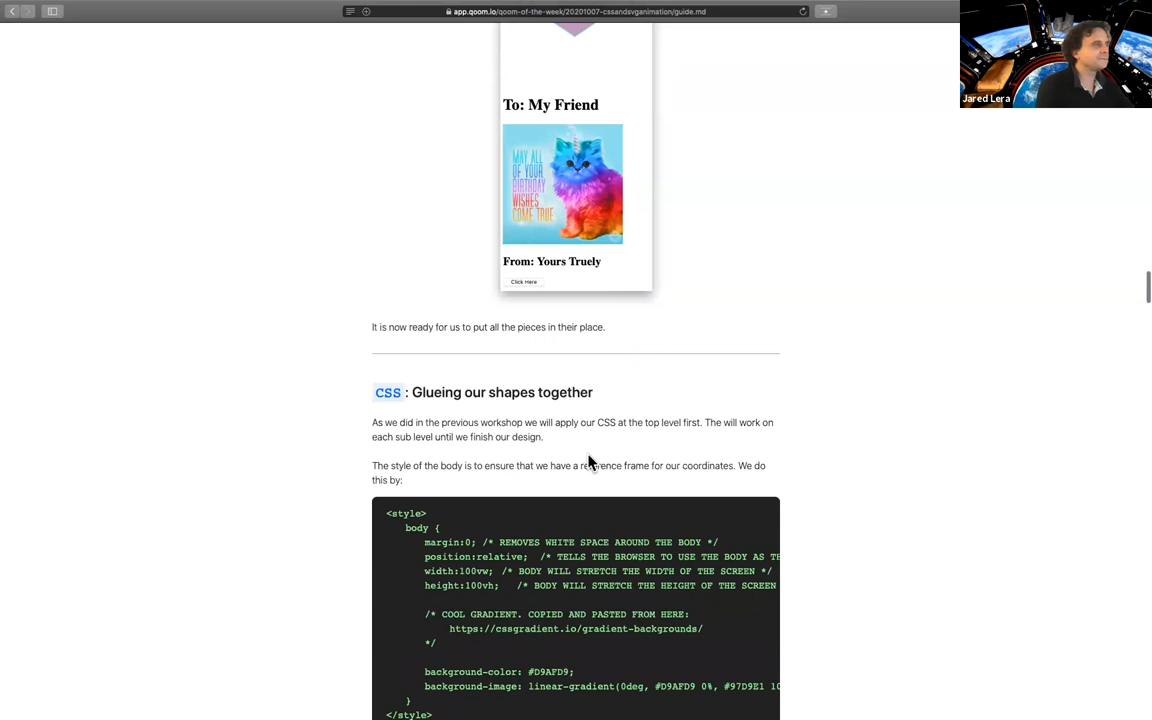 app.qoom.io/qoom-of-the-week/20201007-cssandsvganimation/guide.md
Jared Lera
To: My Friend
MAY ALL
OF YOUR
BIRTHDAY
WISHES
COME TRUE
From: Yours Truely
Click Here
It is now ready for us to put all the pieces in their place.
CSS : Glueing our shapes together
As we did in the previous workshop we will apply our CSS at the top level first. The will work on
each sub level until we finish our design.
The style of the body is to ensure that we have a reference frame for our coordinates. We do
this by:
<style>
body {
margin:0; /* REMOVES WHITE SPACE AROUND THE BODY */
position:relative; /* TELLS THE BROWSER TO USE THE BODY AS TH
width:100vw; /* BODY WILL STRETCH THE WIDTH OF THE SCREEN */
height:100vh; /* BODY WILL STRETCH THE HEIGHT OF THE SCREEN
/* COOL GRADIENT. COPIED AND PASTED FROM HERE:
https://cssgradient.io/gradient-backgrounds/
*/
background-color: #D9AFD9;
background-image: linear-gradient(0deg, #D9AFD9 0%, #97D9E1 10
}
</style>